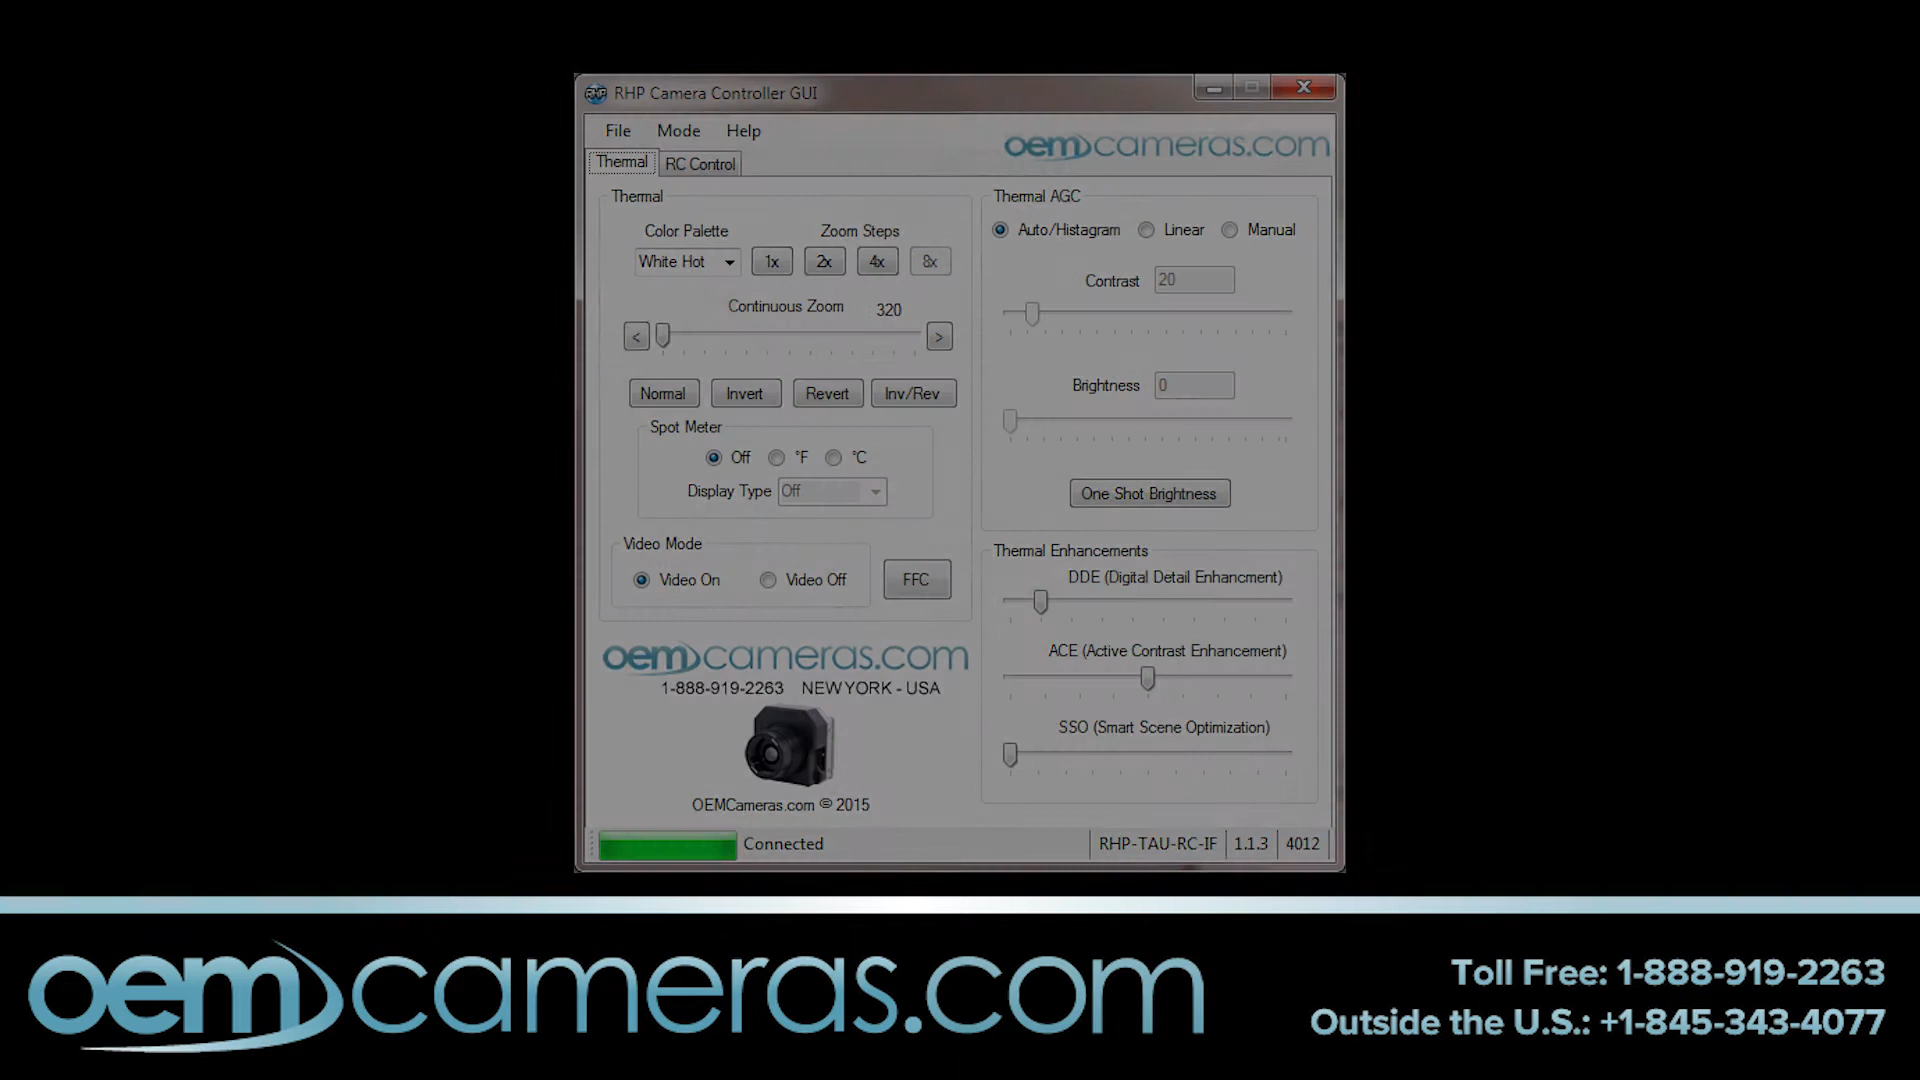 RHP Camera Controller GUI
File Mode Help
oemcameras.com
Thermal RC Control
Thermal
Color Palette Zoom Steps
White Hot 1x 2x 4x 8x
Continuous Zoom 320
< >
Normal Invert Revert Inv/Rev
Spot Meter
Off °F °C
Display Type Off
Video Mode
Video On Video Off FFC
oemcameras.com
1-888-919-2263 NEW YORK - USA
OEMCameras.com © 2015
Thermal AGC
Auto/Histagram Linear Manual
Contrast 20
Brightness 0
One Shot Brightness
Thermal Enhancements
DDE (Digital Detail Enhancment)
ACE (Active Contrast Enhancement)
SSO (Smart Scene Optimization)
Connected RHP-TAU-RC-IF 1.1.3 4012
oemcameras.com
Toll Free: 1-888-919-2263
Outside the U.S.: +1-845-343-4077